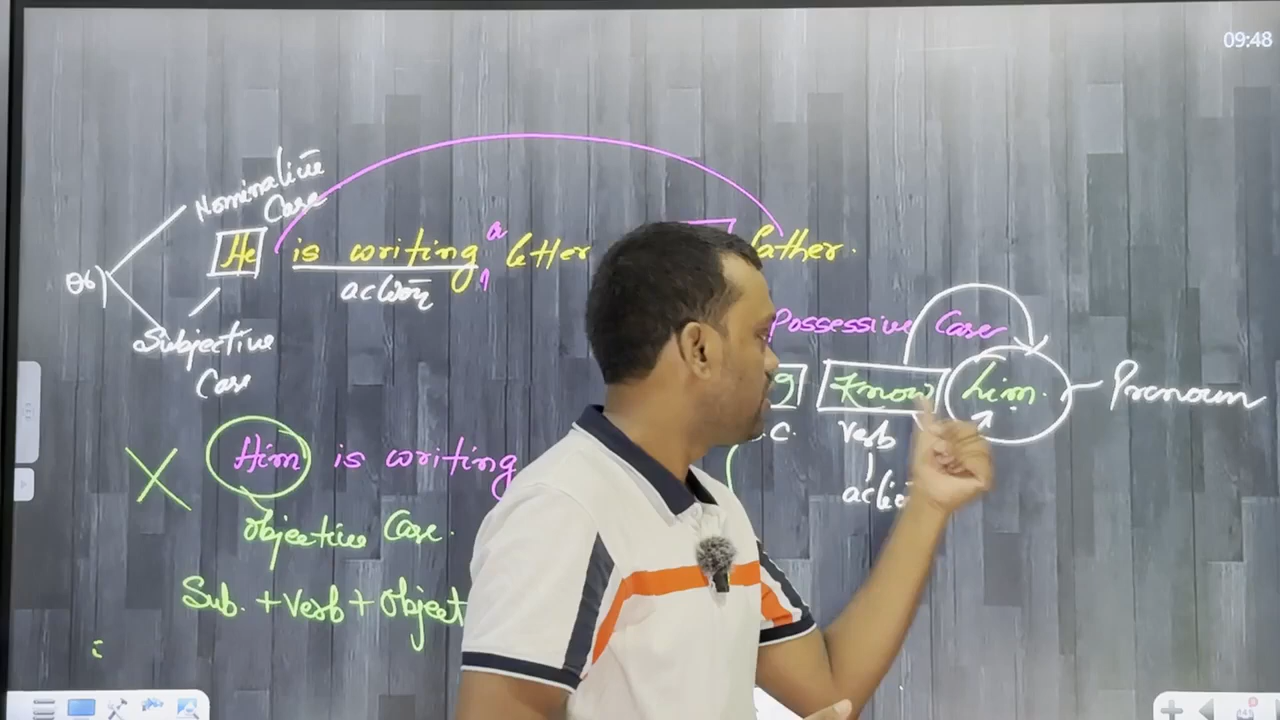 09:48
Nominative
Case
He is writing a letter father.
action
Subjective
Case
Possessive Case
know him. Pronoun
.C. Verb
X Him is writing
Objective Case.
Sub. + Verb + Object